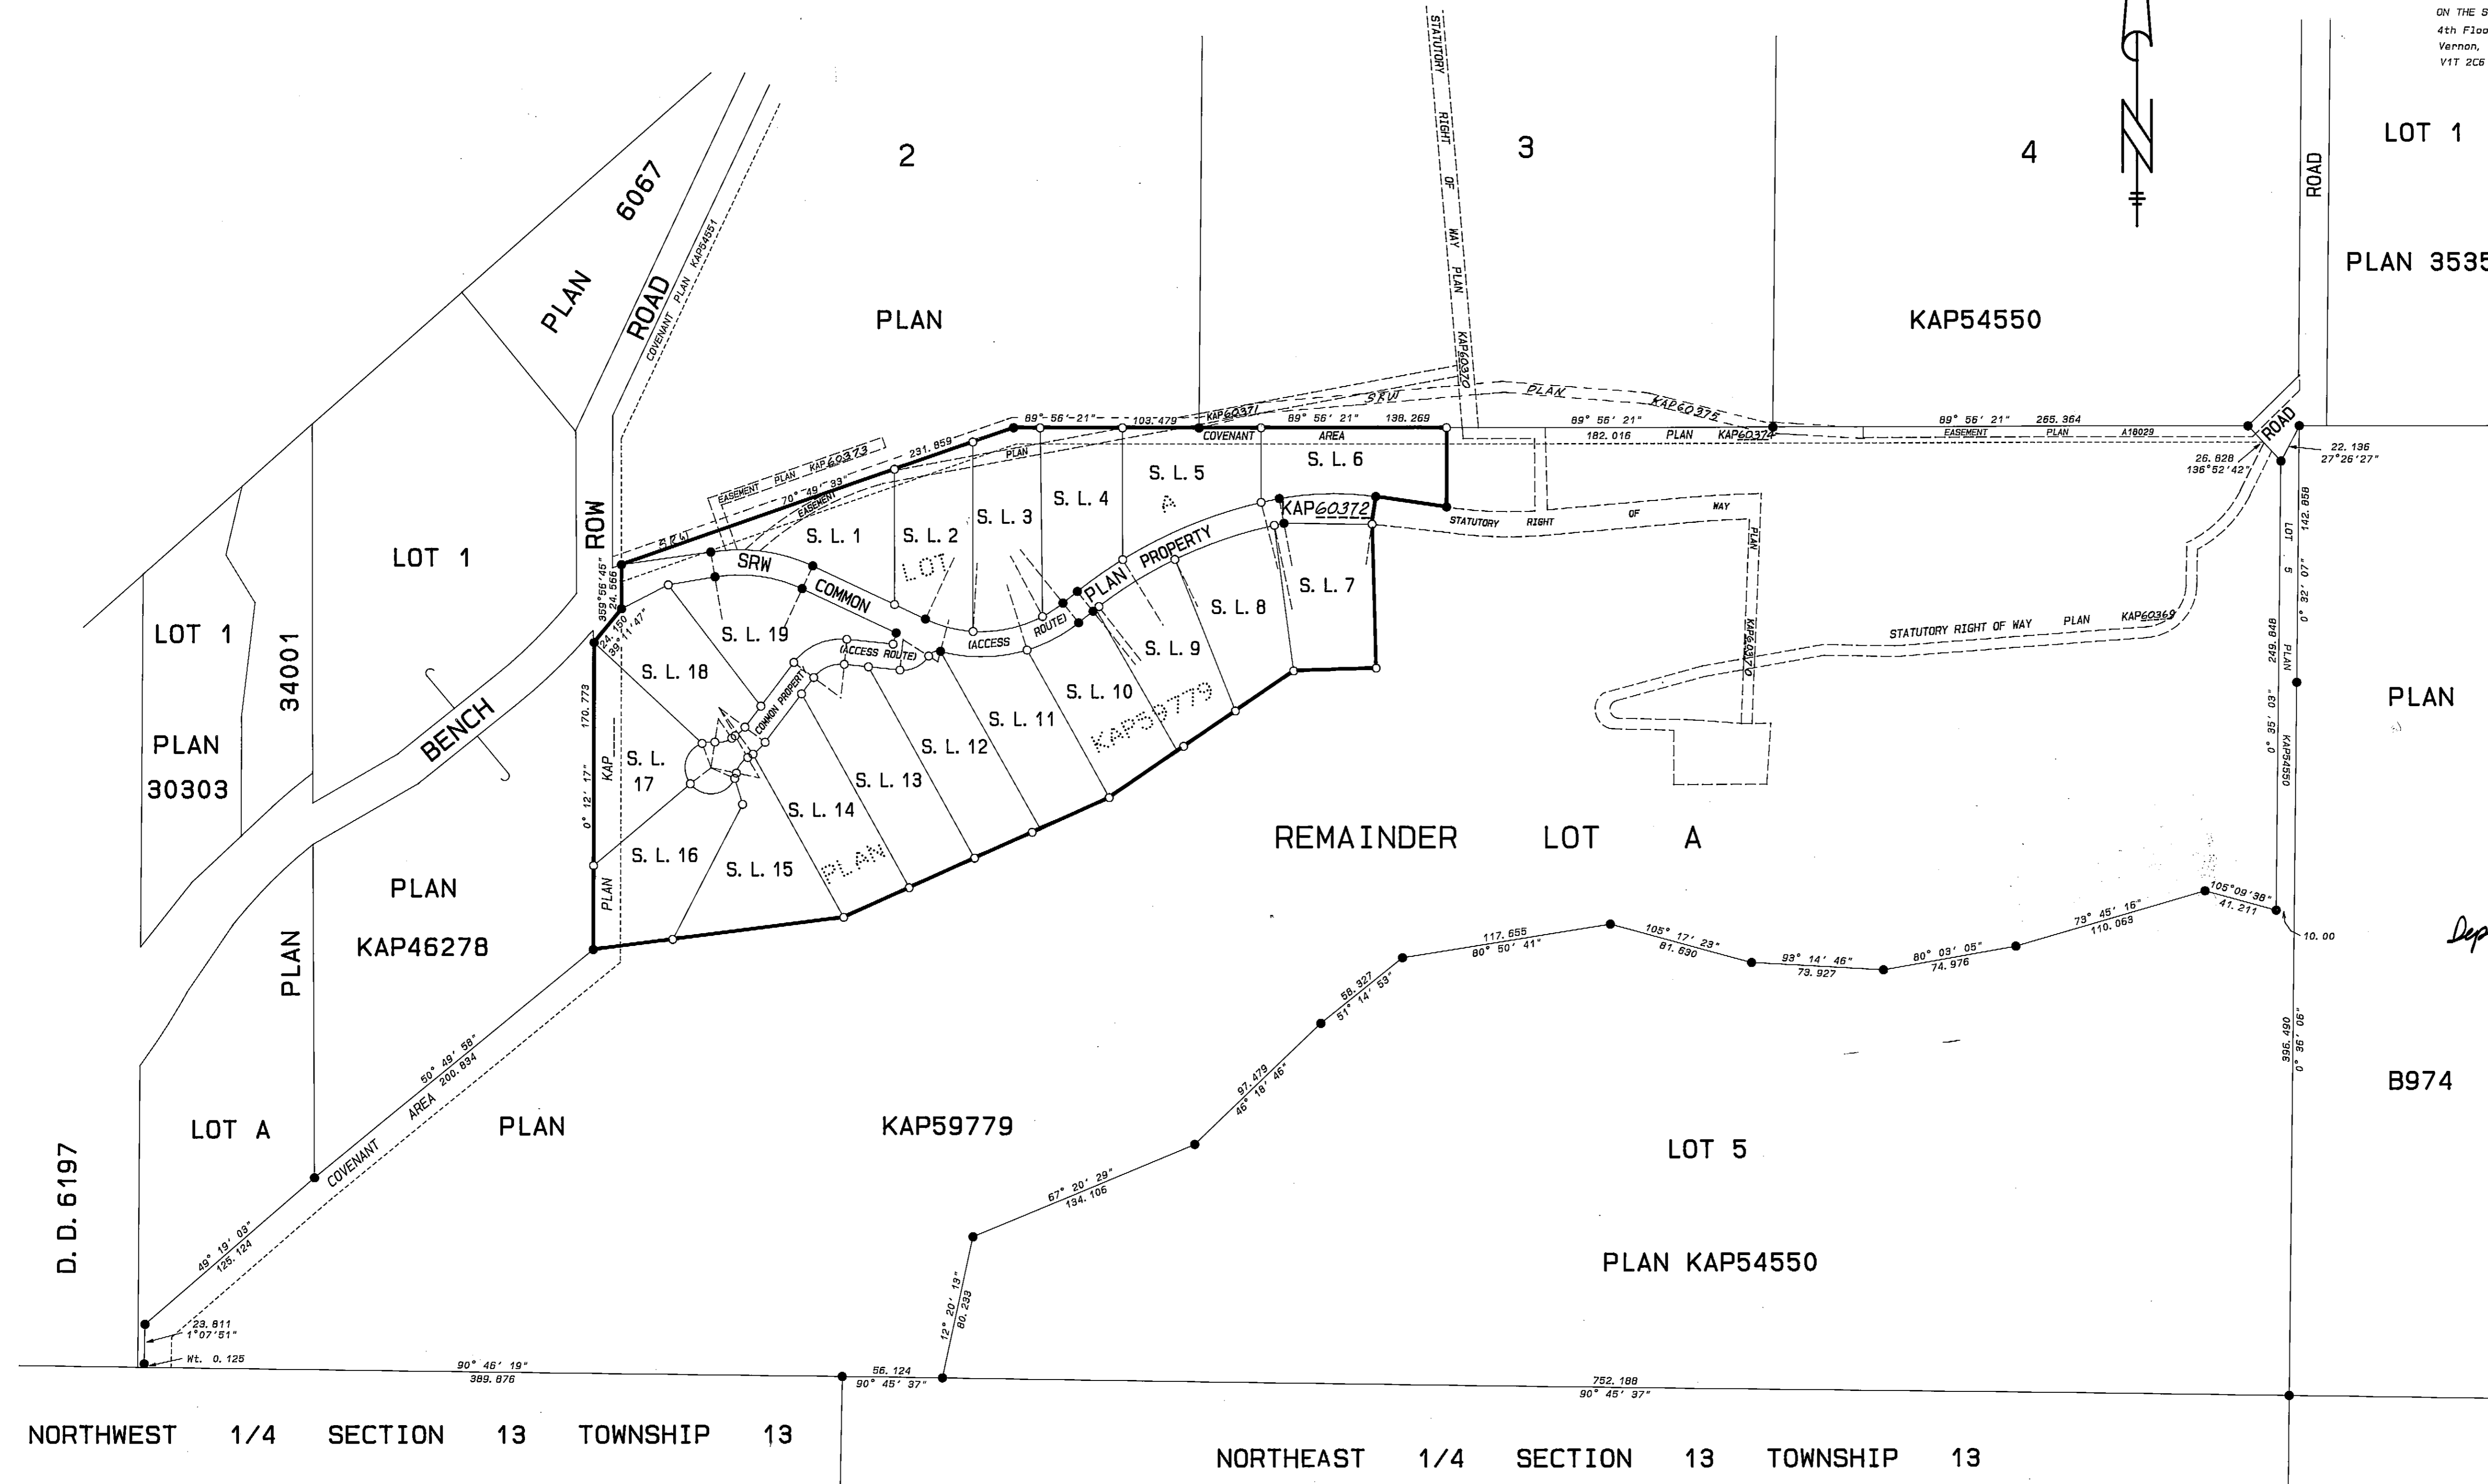 ON THE S
4th Floo
Vernon,
V1T 2C6
LOT 1
PLAN 3535
ROAD
2
3
4
PLAN 6067
ROAD
COVENANT PLAN KAP54551
STATUTORY RIGHT OF WAY PLAN KAP60370
PLAN
KAP54550
SRW PLAN KAP60375
89° 56' 21" 103.479
KAP60371
89° 56' 21" 138.269
COVENANT AREA
89° 56' 21"
182.016 PLAN KAP60374
89° 56' 21" 265.364
EASEMENT PLAN A18029
ROAD
26.828
136°52'42"
22.136
27°26'27"
EASEMENT PLAN KAP60373
231.859
70° 49' 33"
EASEMENT
PLAN
SRW
S. L. 1
S. L. 2
S. L. 3
S. L. 4
S. L. 5
S. L. 6
A
LOT
KAP60372
STATUTORY RIGHT OF WAY
PLAN
KAP60370
LOT 1
ROW
359°56'45"
24.566
24.150
39°11'47"
SRW
COMMON
PLAN PROPERTY
(ACCESS ROUTE)
S. L. 7
S. L. 8
S. L. 9
S. L. 10
S. L. 11
S. L. 12
S. L. 13
S. L. 14
S. L. 15
S. L. 16
S. L.
17
S. L. 18
S. L. 19
(ACCESS ROUTE)
COMMON PROPERTY
KAP59779
PLAN
170.773
0° 12' 17"
KAP
PLAN
LOT 1
PLAN
30303
34001
PLAN
BENCH
PLAN
KAP46278
STATUTORY RIGHT OF WAY PLAN KAP60369
142.858
0° 32' 07"
LOT 5 PLAN KAP54550
249.848
0° 36' 03"
PLAN
REMAINDER LOT A
105°09'38"
41.211
10.00
73° 45' 16"
110.063
80° 03' 05"
74.976
93° 14' 46"
73.927
105° 17' 23"
81.630
117.655
80° 50' 41"
58.327
51° 14' 53"
97.479
46° 18' 46"
67° 20' 29"
134.106
12° 20' 13"
80.233
396.490
0° 36' 06"
Dep
B974
50° 49' 58"
200.834
COVENANT AREA
PLAN
KAP59779
LOT A
LOT 5
PLAN KAP54550
D. D. 6197
49° 19' 03"
125.124
23.811
1°07'51"
Wt. 0.125
90° 46' 19"
389.876
56.124
90° 45' 37"
752.188
90° 45' 37"
NORTHWEST 1/4 SECTION 13 TOWNSHIP 13
NORTHEAST 1/4 SECTION 13 TOWNSHIP 13